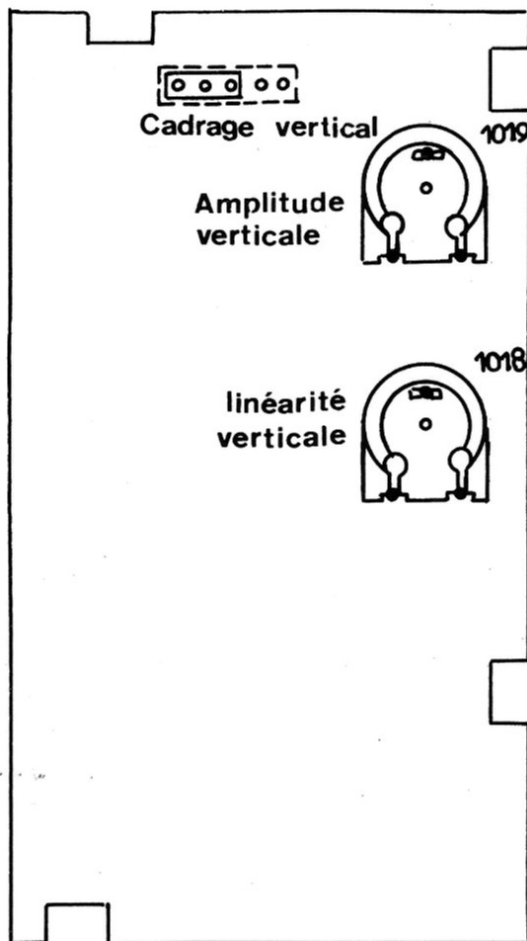 Cadrage vertical
1019
Amplitude
verticale
1018
linéarité
verticale